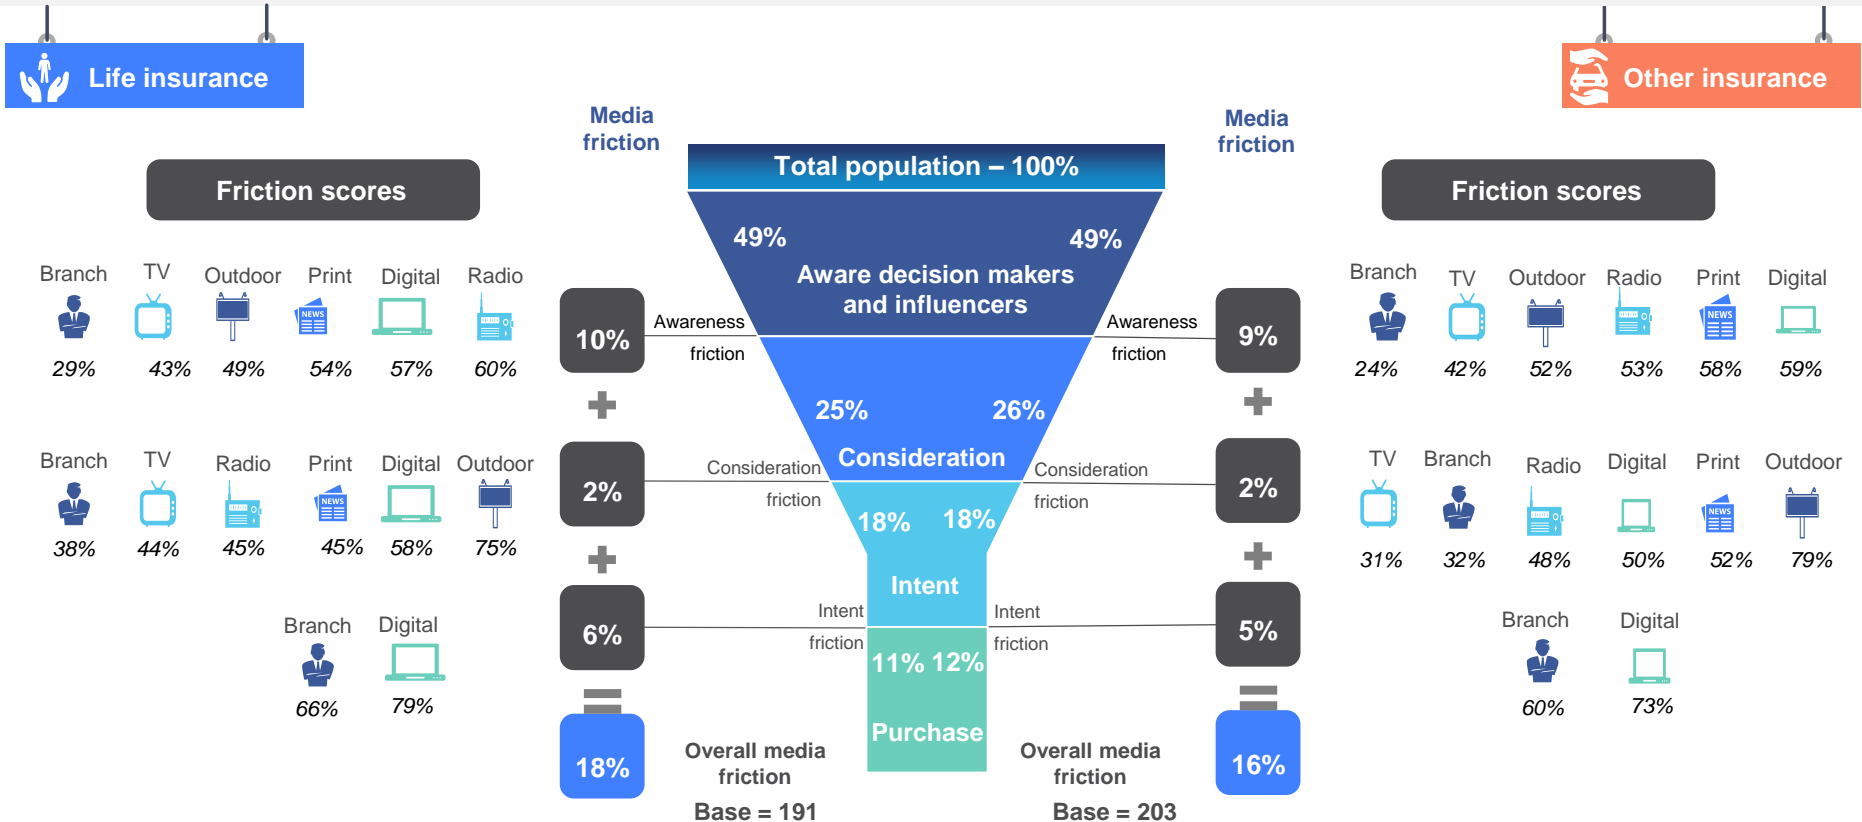 Life insurance
Other insurance
Media
friction
Media
friction
Total population – 100%
Friction scores
Friction scores
49%
49%
Aware decision makers
and influencers
Branch TV Outdoor Print Digital Radio
NEWS
29% 43% 49% 54% 57% 60%
10%
Awareness
friction
Awareness
friction
9%
Branch TV Outdoor Radio Print Digital
NEWS
24% 42% 52% 53% 58% 59%
25%
26%
Consideration
Branch TV Radio Print Digital Outdoor
NEWS
38% 44% 45% 45% 58% 75%
2%
Consideration
friction
Consideration
friction
2%
TV Branch Radio Digital Print Outdoor
NEWS
31% 32% 48% 50% 52% 79%
18%
18%
Intent
Branch Digital
66% 79%
6%
Intent
friction
Intent
friction
5%
Branch Digital
60% 73%
11% 12%
Purchase
18%
Overall media
friction
Base = 191
Overall media
friction
Base = 203
16%